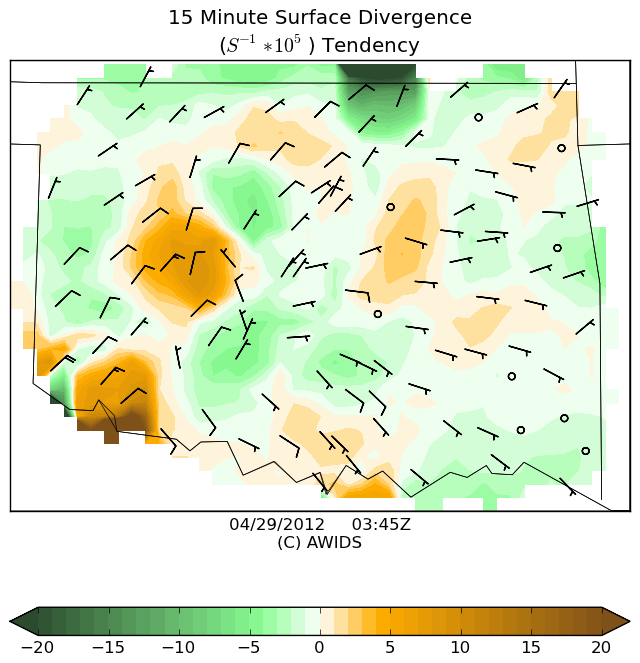 15 Minute Surface Divergence
(S⁻¹ * 10⁵ ) Tendency
04/29/2012 03:45Z
(C) AWIDS
−20 −15 −10 −5 0 5 10 15 20